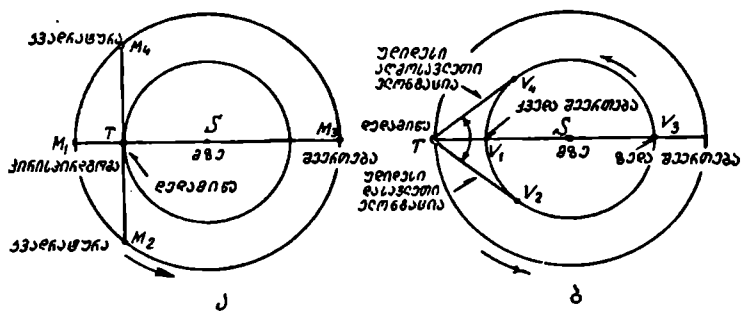 კვადრატურა
M4
M1
T
S
M3
პირისპირდგომა
მზე
შეერთება
დედამიწა
კვადრატურა
M2
ა
უდიდესი
აღმოსავლეთი
ელონგაცია
V4
დედამიწა
ქვედა შეერთება
T
V1
S
V3
მზე
ზედა შეერთება
უდიდესი
დასავლეთი
ელონგაცია
V2
ბ